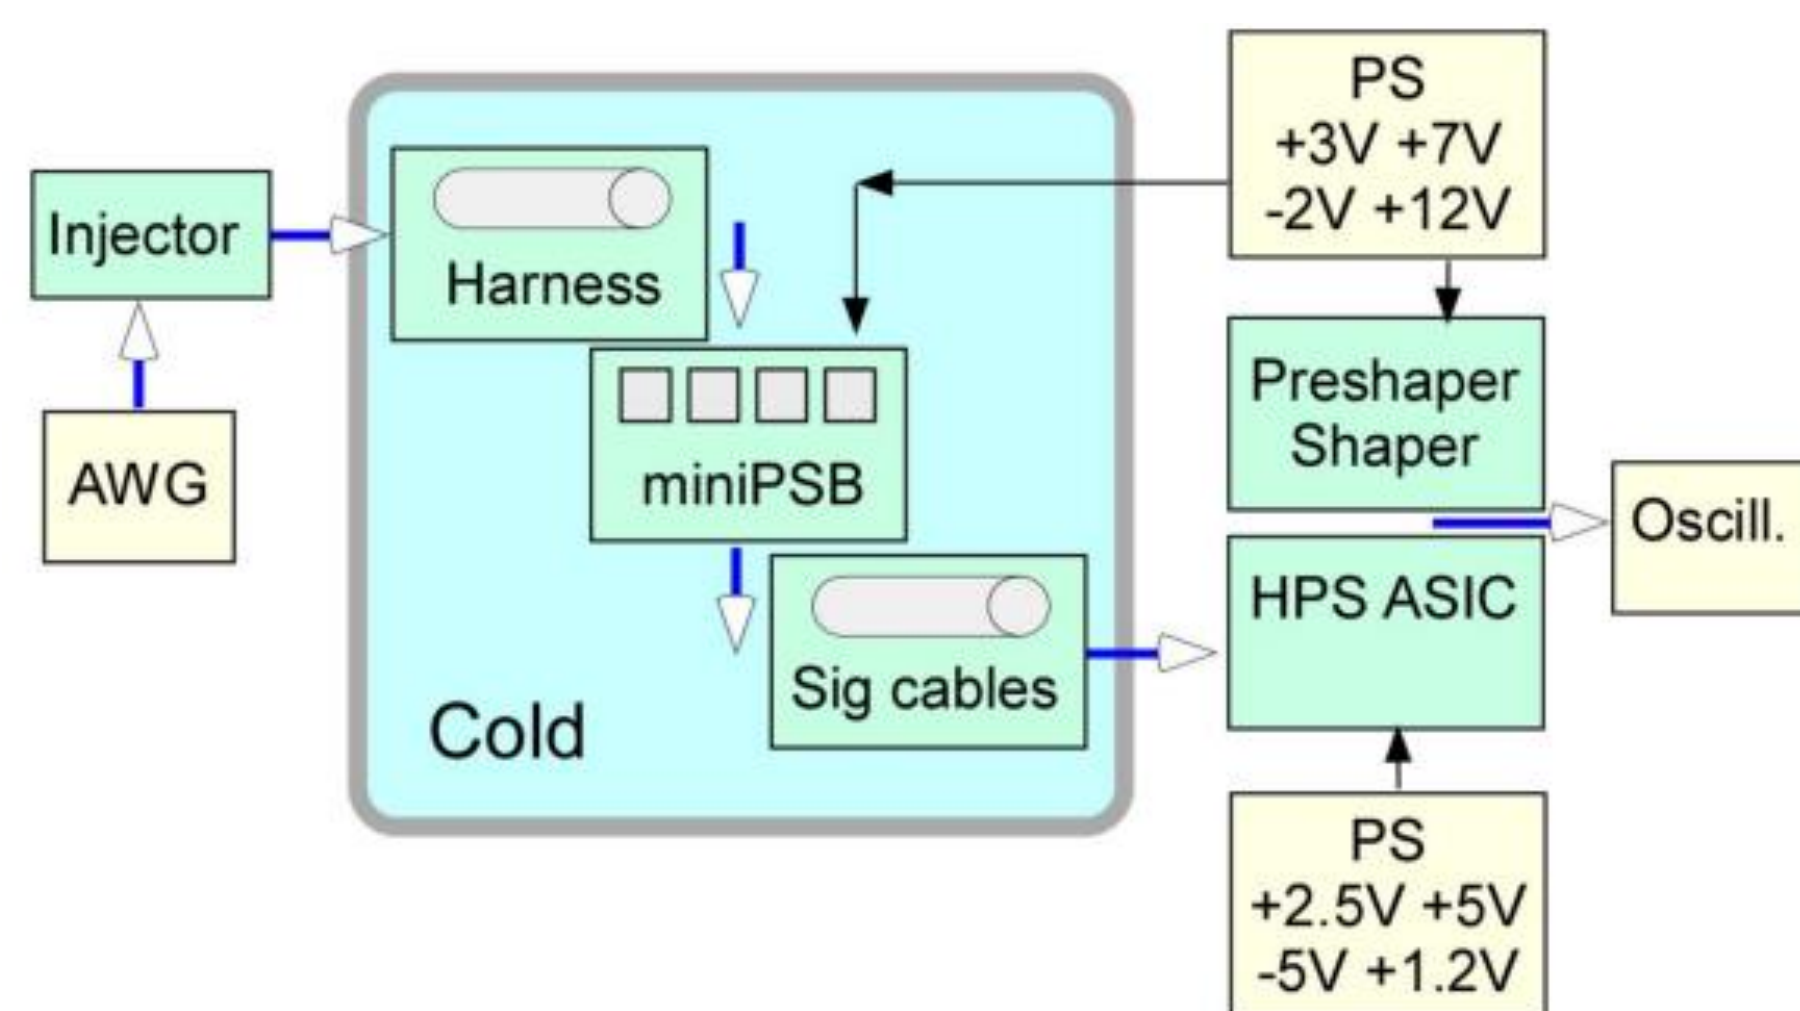 PS
+3V +7V
-2V +12V
Injector
Harness
Preshaper
Shaper
AWG
miniPSB
Oscill.
HPS ASIC
Sig cables
Cold
PS
+2.5V +5V
-5V +1.2V